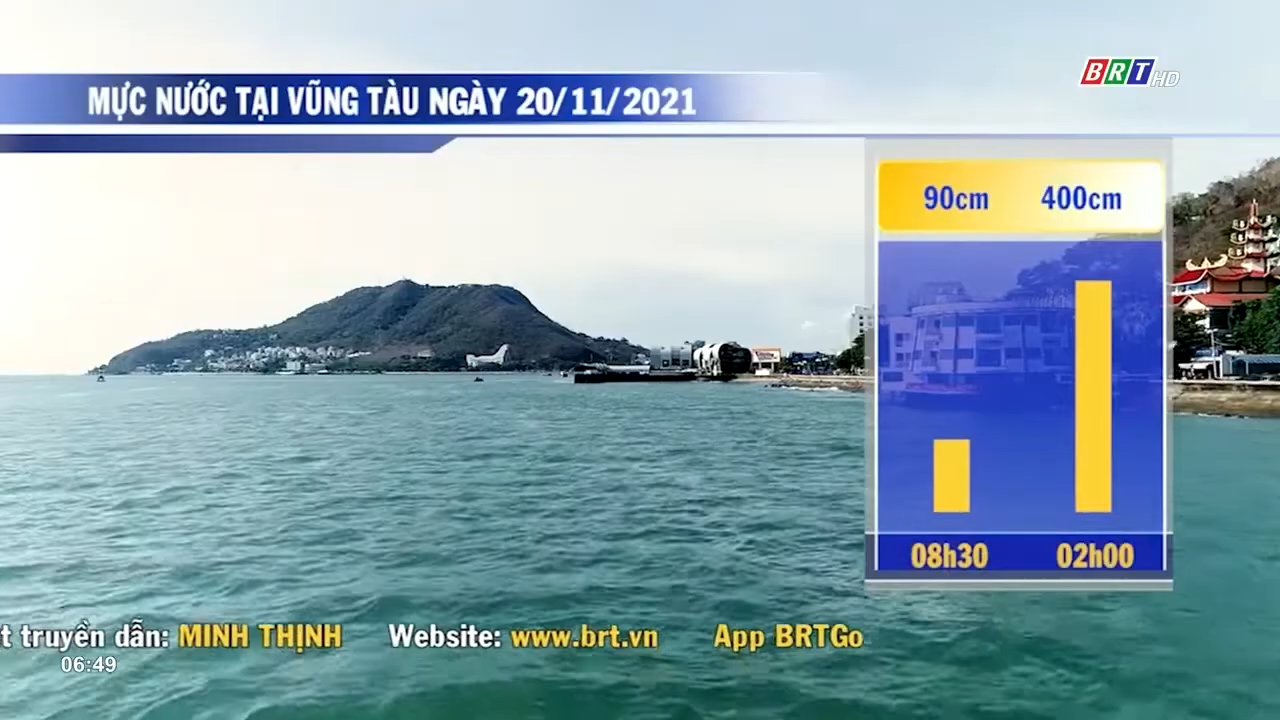 BRT HD
MỰC NƯỚC TẠI VŨNG TÀU NGÀY 20/11/2021
90cm 400cm
08h30 02h00
t truyền dẫn: MINH THỊNH Website: www.brt.vn App BRTGo
06:49